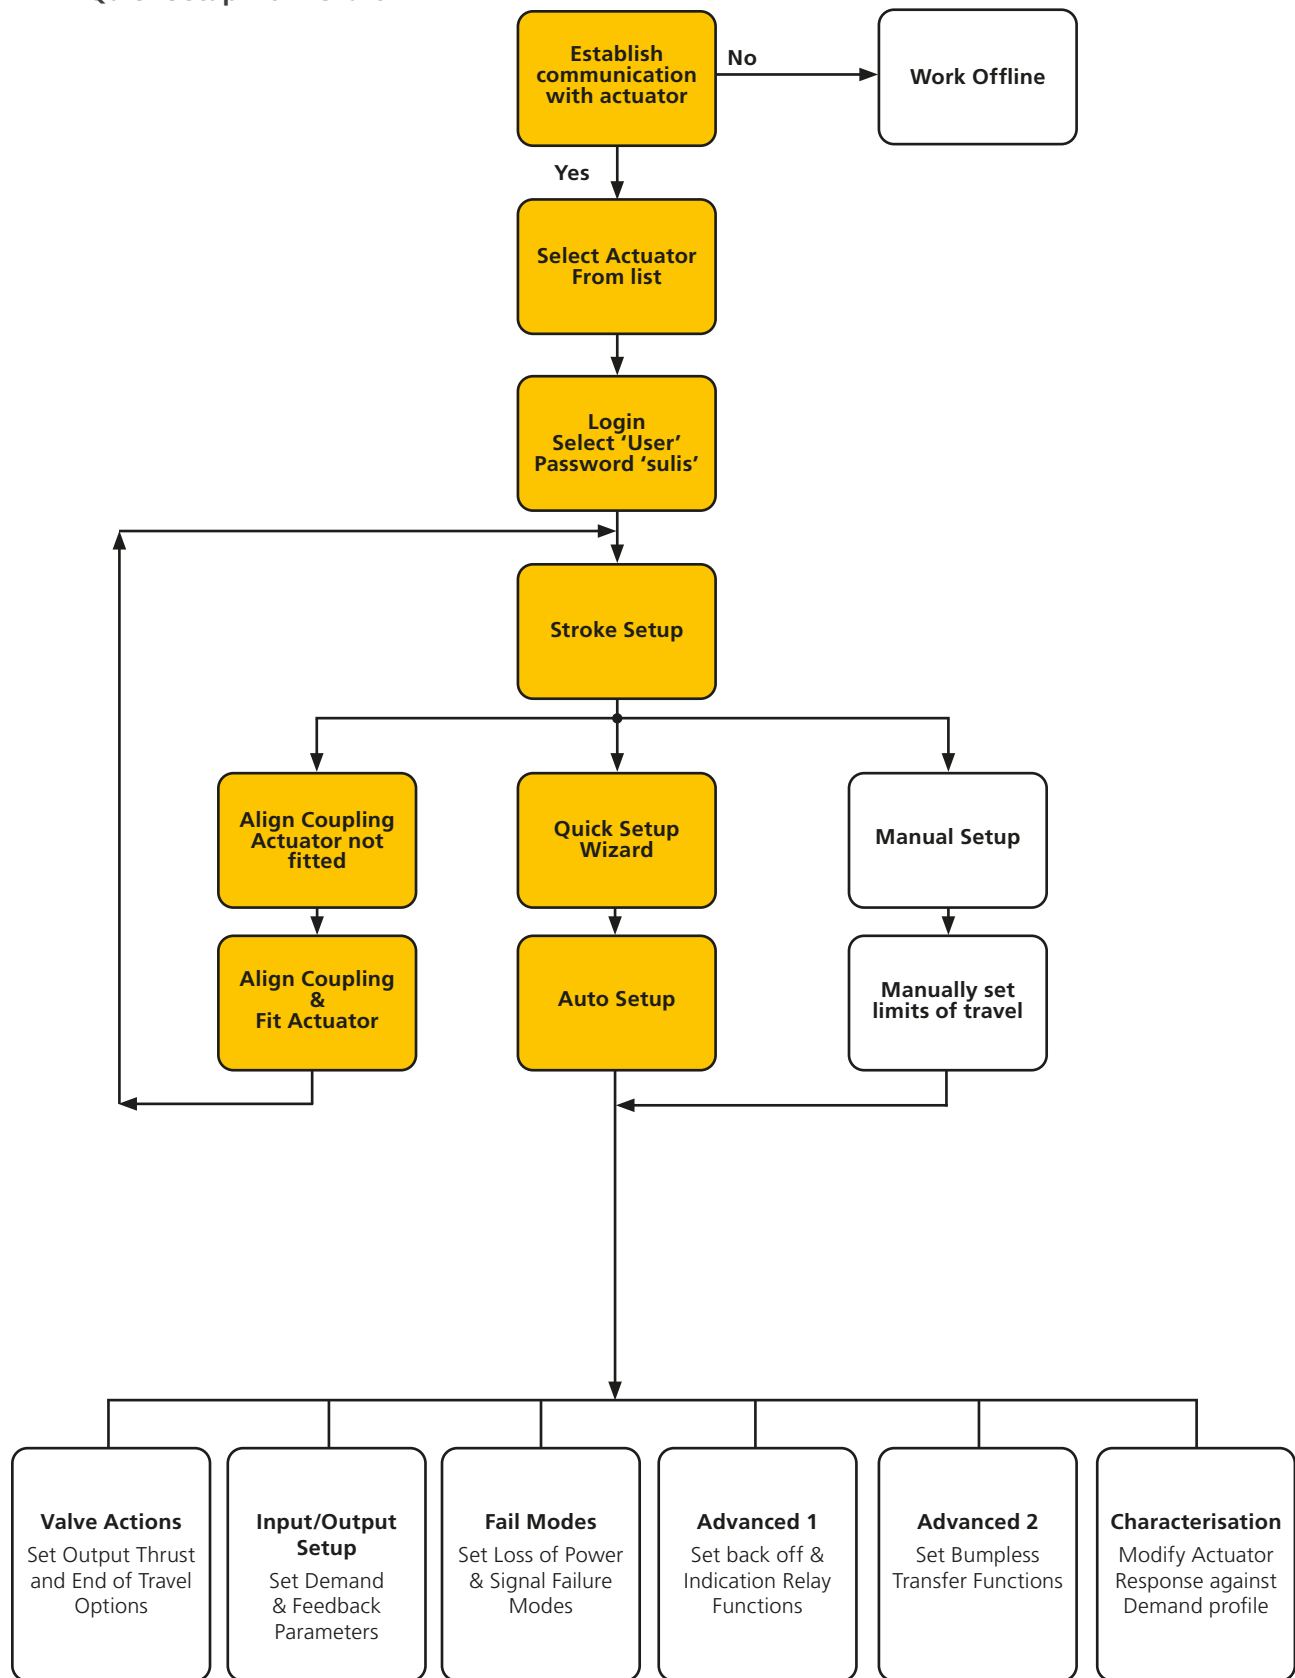 Establish
communication
with actuator
No
Work Offline
Yes
Select Actuator
From list
Login
Select ‘User’
Password ‘sulis’
Stroke Setup
Align Coupling
Actuator not
fitted
Quick Setup
Wizard
Manual Setup
Align Coupling
&
Fit Actuator
Auto Setup
Manually set
limits of travel
Valve Actions
Set Output Thrust
and End of Travel
Options
Input/Output
Setup
Set Demand
& Feedback
Parameters
Fail Modes
Set Loss of Power
& Signal Failure
Modes
Advanced 1
Set back off &
Indication Relay
Functions
Advanced 2
Set Bumpless
Transfer Functions
Characterisation
Modify Actuator
Response against
Demand profile